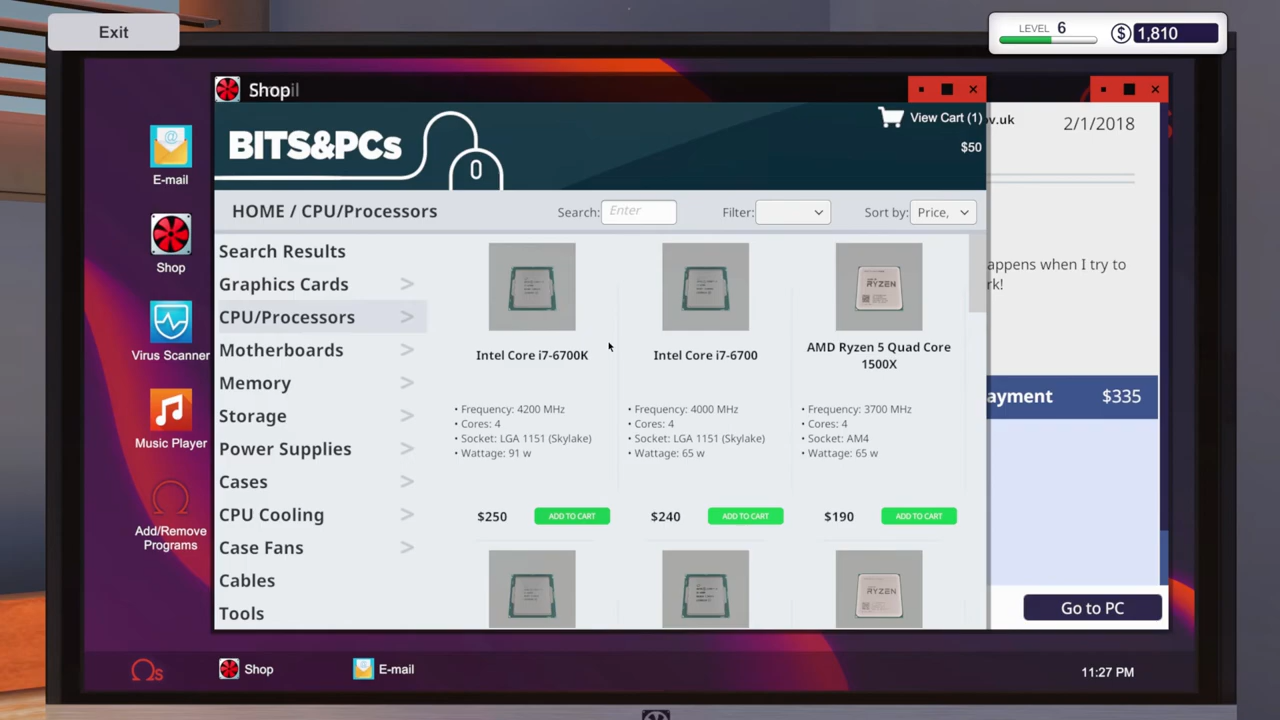 Exit
LEVEL 6
$ 1,810
Shop
View Cart (1)
ov.uk
2/1/2018
BITS&PCs
$50
HOME / CPU/Processors
Search: Enter
Filter:
Sort by: Price,
E-mail
Shop
Virus Scanner
Music Player
Add/Remove
Programs
Search Results
Graphics Cards >
CPU/Processors >
Motherboards >
Memory >
Storage >
Power Supplies >
Cases >
CPU Cooling >
Case Fans >
Cables
Tools
RYZEN
Intel Core i7-6700K
• Frequency: 4200 MHz
• Cores: 4
• Socket: LGA 1151 (Skylake)
• Wattage: 91 w
$250 ADD TO CART
Intel Core i7-6700
• Frequency: 4000 MHz
• Cores: 4
• Socket: LGA 1151 (Skylake)
• Wattage: 65 w
$240 ADD TO CART
AMD Ryzen 5 Quad Core
1500X
• Frequency: 3700 MHz
• Cores: 4
• Socket: AM4
• Wattage: 65 w
$190 ADD TO CART
RYZEN
appens when I try to
rk!
ayment $335
Go to PC
Ωs
Shop
E-mail
11:27 PM